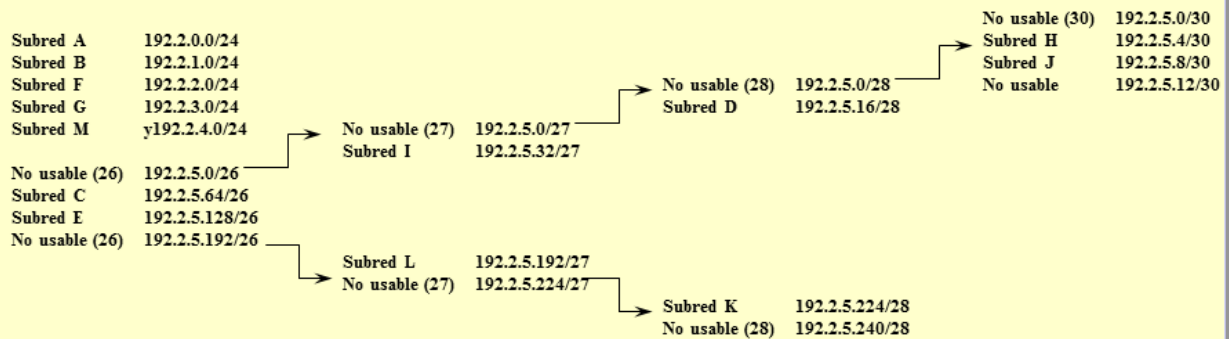 Subred A 192.2.0.0/24
Subred B 192.2.1.0/24
Subred F 192.2.2.0/24
Subred G 192.2.3.0/24
Subred M y192.2.4.0/24
No usable (26) 192.2.5.0/26
Subred C 192.2.5.64/26
Subred E 192.2.5.128/26
No usable (26) 192.2.5.192/26
No usable (27) 192.2.5.0/27
Subred I 192.2.5.32/27
Subred L 192.2.5.192/27
No usable (27) 192.2.5.224/27
No usable (28) 192.2.5.0/28
Subred D 192.2.5.16/28
Subred K 192.2.5.224/28
No usable (28) 192.2.5.240/28
No usable (30) 192.2.5.0/30
Subred H 192.2.5.4/30
Subred J 192.2.5.8/30
No usable 192.2.5.12/30